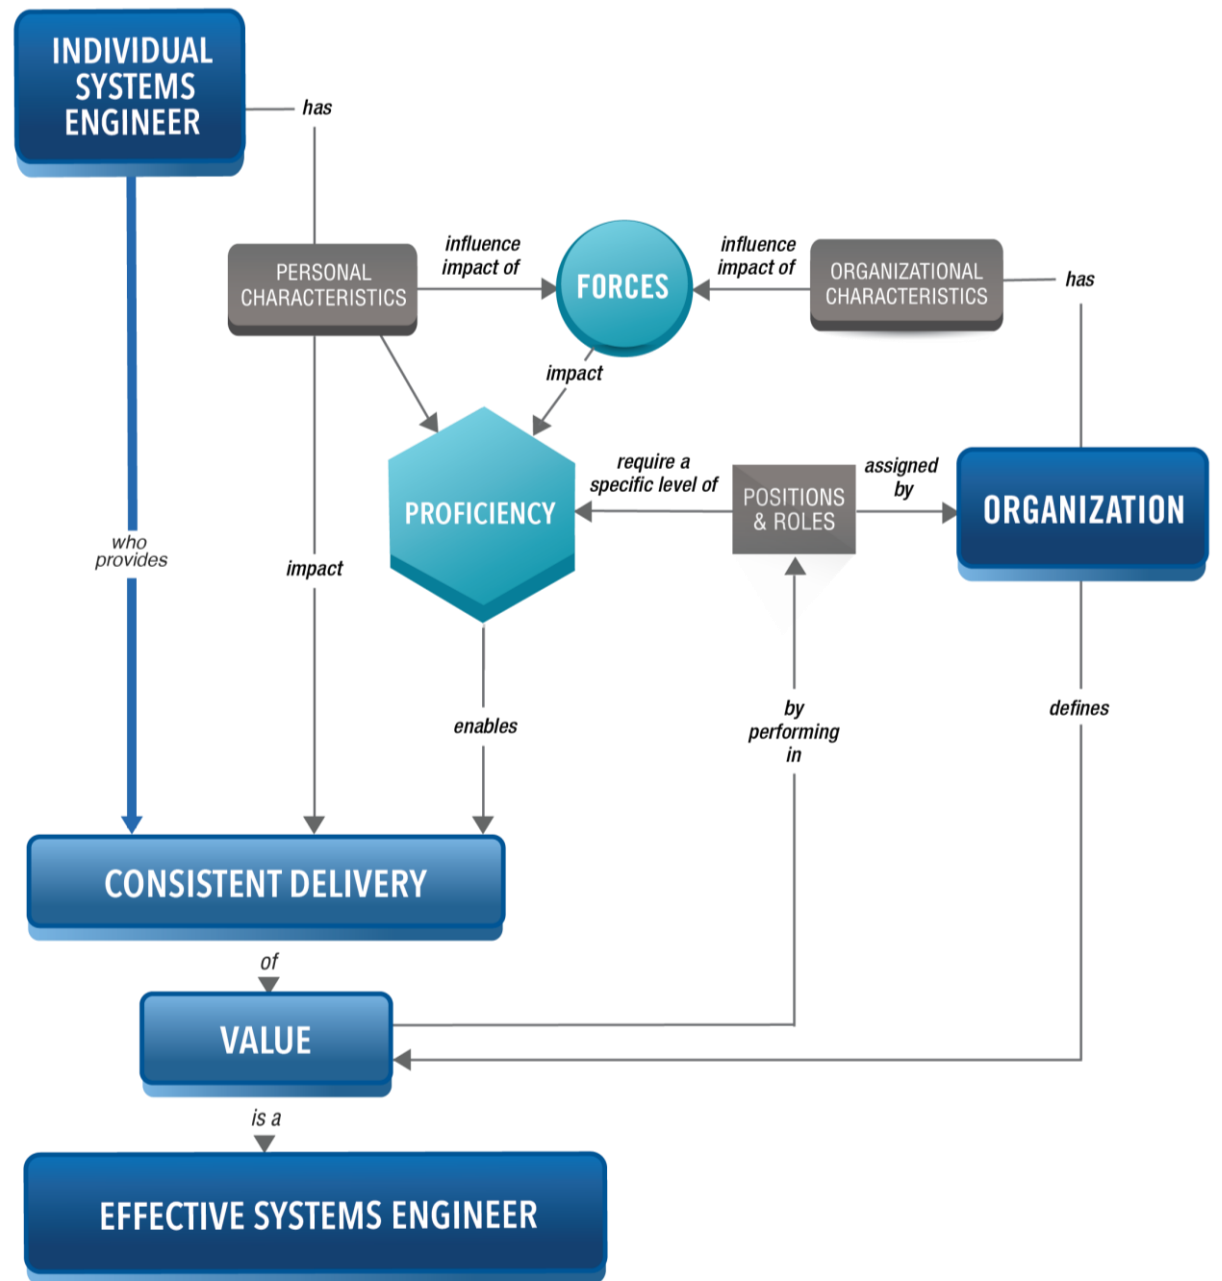 INDIVIDUAL
SYSTEMS
ENGINEER
has
PERSONAL
CHARACTERISTICS
influence
impact of
FORCES
influence
impact of
ORGANIZATIONAL
CHARACTERISTICS
has
impact
PROFICIENCY
require a
specific level of
POSITIONS
& ROLES
assigned
by
ORGANIZATION
who
provides
impact
enables
by
performing
in
defines
CONSISTENT DELIVERY
of
VALUE
is a
EFFECTIVE SYSTEMS ENGINEER